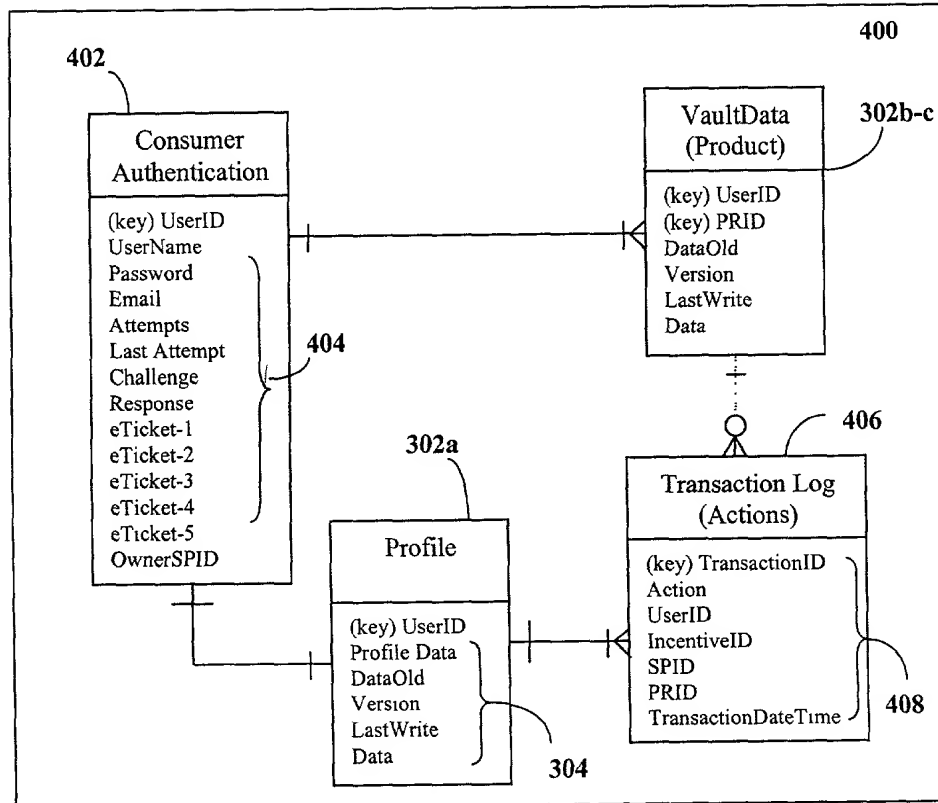 400
402
Consumer
Authentication
(key) UserID
UserName
Password
Email
Attempts
Last Attempt
Challenge
Response
eTicket-1
eTicket-2
eTicket-3
eTicket-4
eTicket-5
OwnerSPID
404
VaultData
(Product)
302b-c
(key) UserID
(key) PRID
DataOld
Version
LastWrite
Data
302a
Profile
(key) UserID
Profile Data
DataOld
Version
LastWrite
Data
304
406
Transaction Log
(Actions)
(key) TransactionID
Action
UserID
IncentiveID
SPID
PRID
TransactionDateTime
408